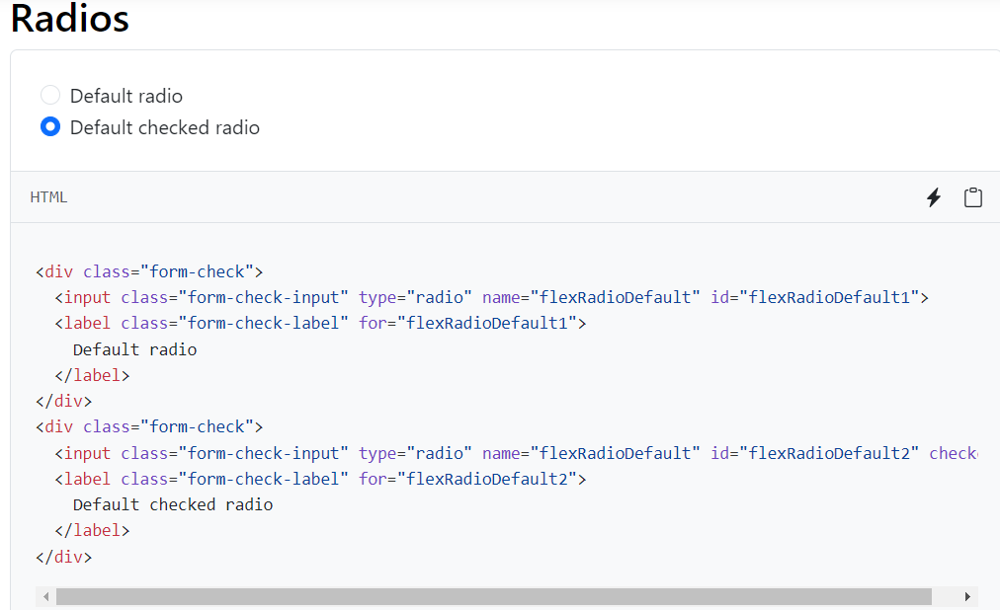 Radios
Default radio
Default checked radio
HTML
<div class="form-check">
  <input class="form-check-input" type="radio" name="flexRadioDefault" id="flexRadioDefault1">
  <label class="form-check-label" for="flexRadioDefault1">
    Default radio
  </label>
</div>
<div class="form-check">
  <input class="form-check-input" type="radio" name="flexRadioDefault" id="flexRadioDefault2"
  <label class="form-check-label" for="flexRadioDefault2">
    Default checked radio
  </label>
</div>